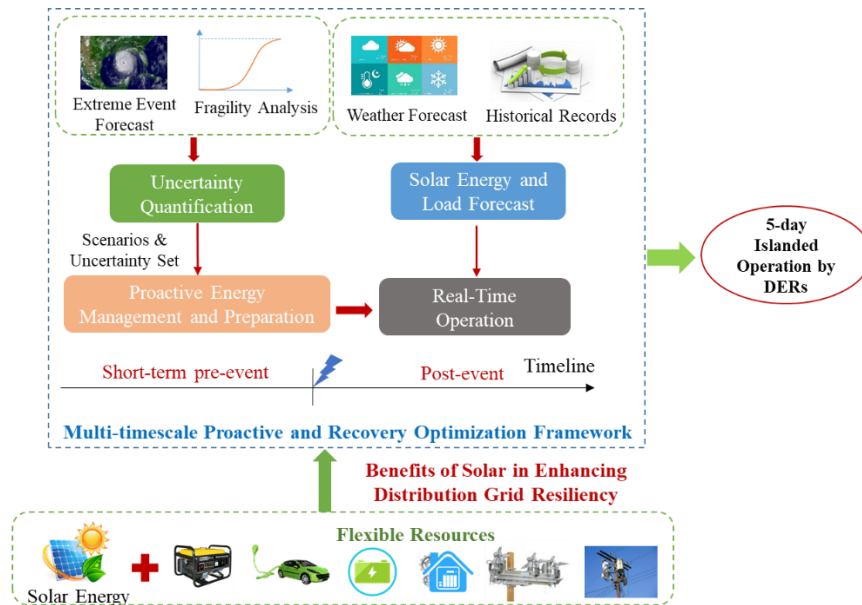 Extreme Event
Forecast
Fragility Analysis
Weather Forecast
Historical Records
Uncertainty
Quantification
Solar Energy and
Load Forecast
Scenarios &
Uncertainty Set
Proactive Energy
Management and Preparation
Real-Time
Operation
5-day
Islanded
Operation by
DERs
Short-term pre-event
Post-event
Timeline
Multi-timescale Proactive and Recovery Optimization Framework
Benefits of Solar in Enhancing
Distribution Grid Resiliency
Flexible Resources
Solar Energy